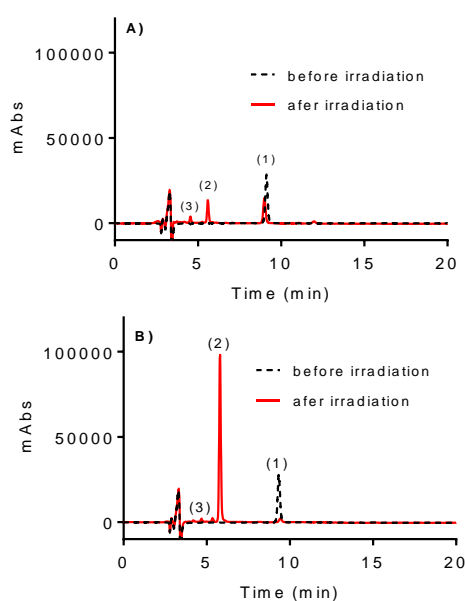 A)
100000
before irradiation
afer irradiation
mAbs
50000
(1)
(2)
(3)
0
0 5 10 15 20
Time (min)
B)
(2)
100000
before irradiation
afer irradiation
mAbs
50000
(1)
(3)
0
0 5 10 15 20
Time (min)